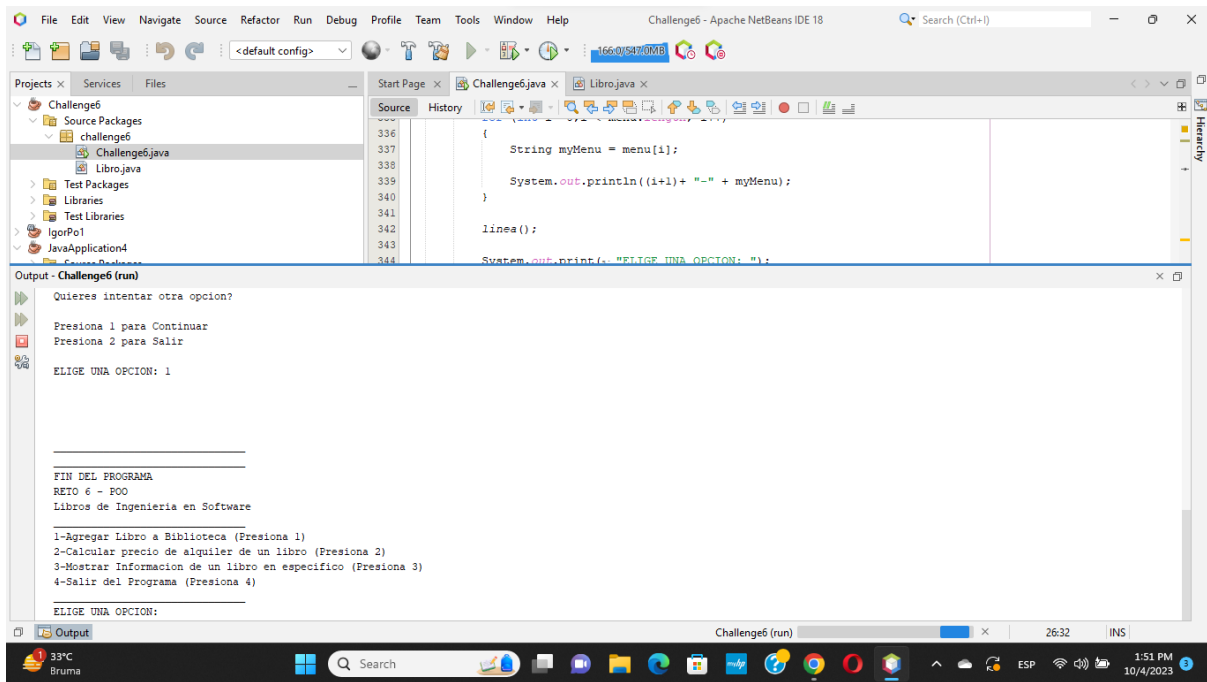 File Edit View Navigate Source Refactor Run Debug Profile Team Tools Window Help Challenge6 - Apache NetBeans IDE 18 Search (Ctrl+I)
<default config> 166.0/547.0MB
Projects Services Files
Start Page Challenge6.java Libro.java
Source History
Challenge6
Source Packages
challenge6
Challenge6.java
Libro.java
Test Packages
Libraries
Test Libraries
IgorPo1
JavaApplication4
336 {
337 String myMenu = menu[i];
338
339 System.out.println((i+1)+ "-" + myMenu);
340 }
341
342 linea();
343
344 System.out.print( "ELIGE UNA OPCION: ");
Hierarchy
Output - Challenge6 (run)
Quieres intentar otra opcion?
Presiona 1 para Continuar
Presiona 2 para Salir
ELIGE UNA OPCION: 1
FIN DEL PROGRAMA
RETO 6 - POO
Libros de Ingenieria en Software
1-Agregar Libro a Biblioteca (Presiona 1)
2-Calcular precio de alquiler de un libro (Presiona 2)
3-Mostrar Informacion de un libro en especifico (Presiona 3)
4-Salir del Programa (Presiona 4)
ELIGE UNA OPCION:
Output Challenge6 (run) 26:32 INS
1 33°C
Bruma
Search
ESP
1:51 PM
10/4/2023
3